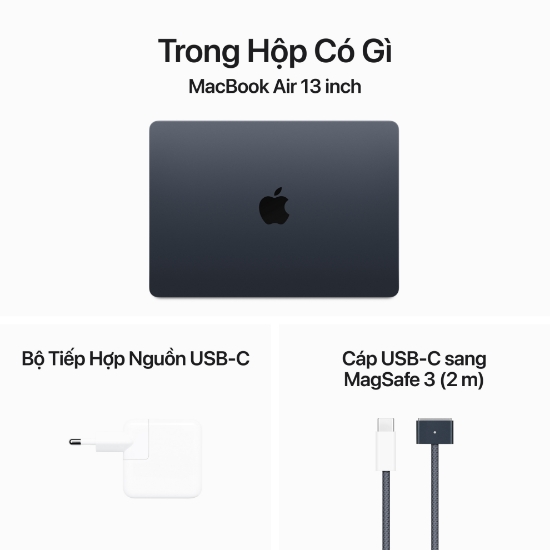 Trong Hộp Có Gì
MacBook Air 13 inch
Bộ Tiếp Hợp Nguồn USB-C
Cáp USB-C sang
MagSafe 3 (2 m)